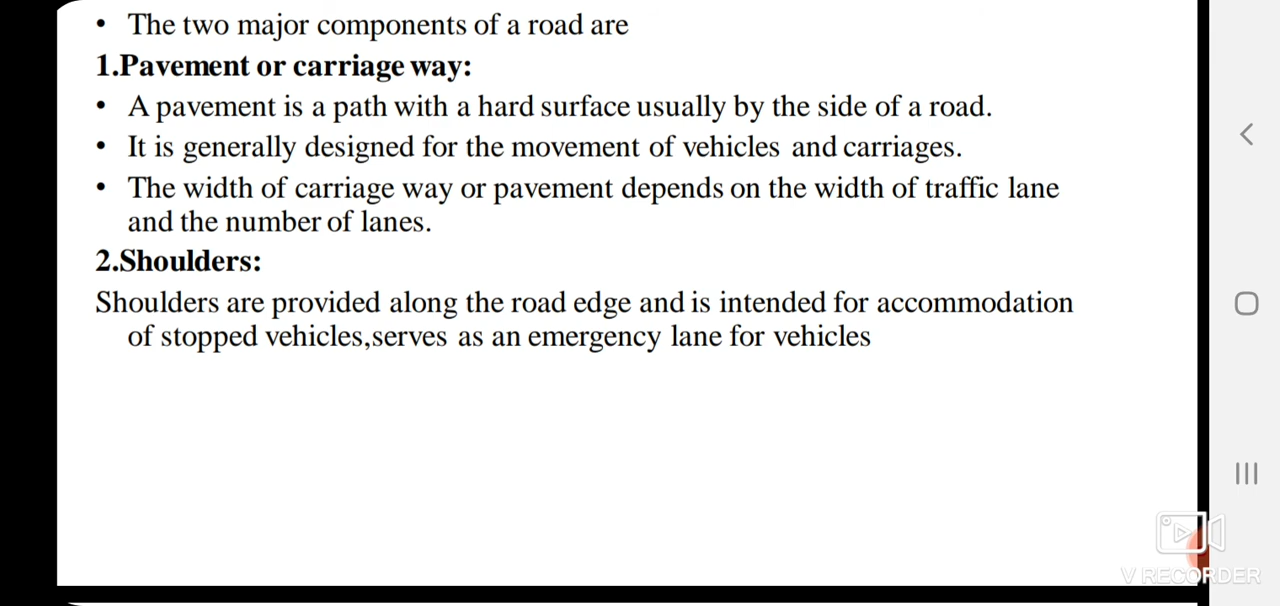 • The two major components of a road are
1.Pavement or carriage way:
• A pavement is a path with a hard surface usually by the side of a road.
• It is generally designed for the movement of vehicles and carriages.
• The width of carriage way or pavement depends on the width of traffic lane
and the number of lanes.
2.Shoulders:
Shoulders are provided along the road edge and is intended for accommodation
of stopped vehicles,serves as an emergency lane for vehicles
V RECORDER